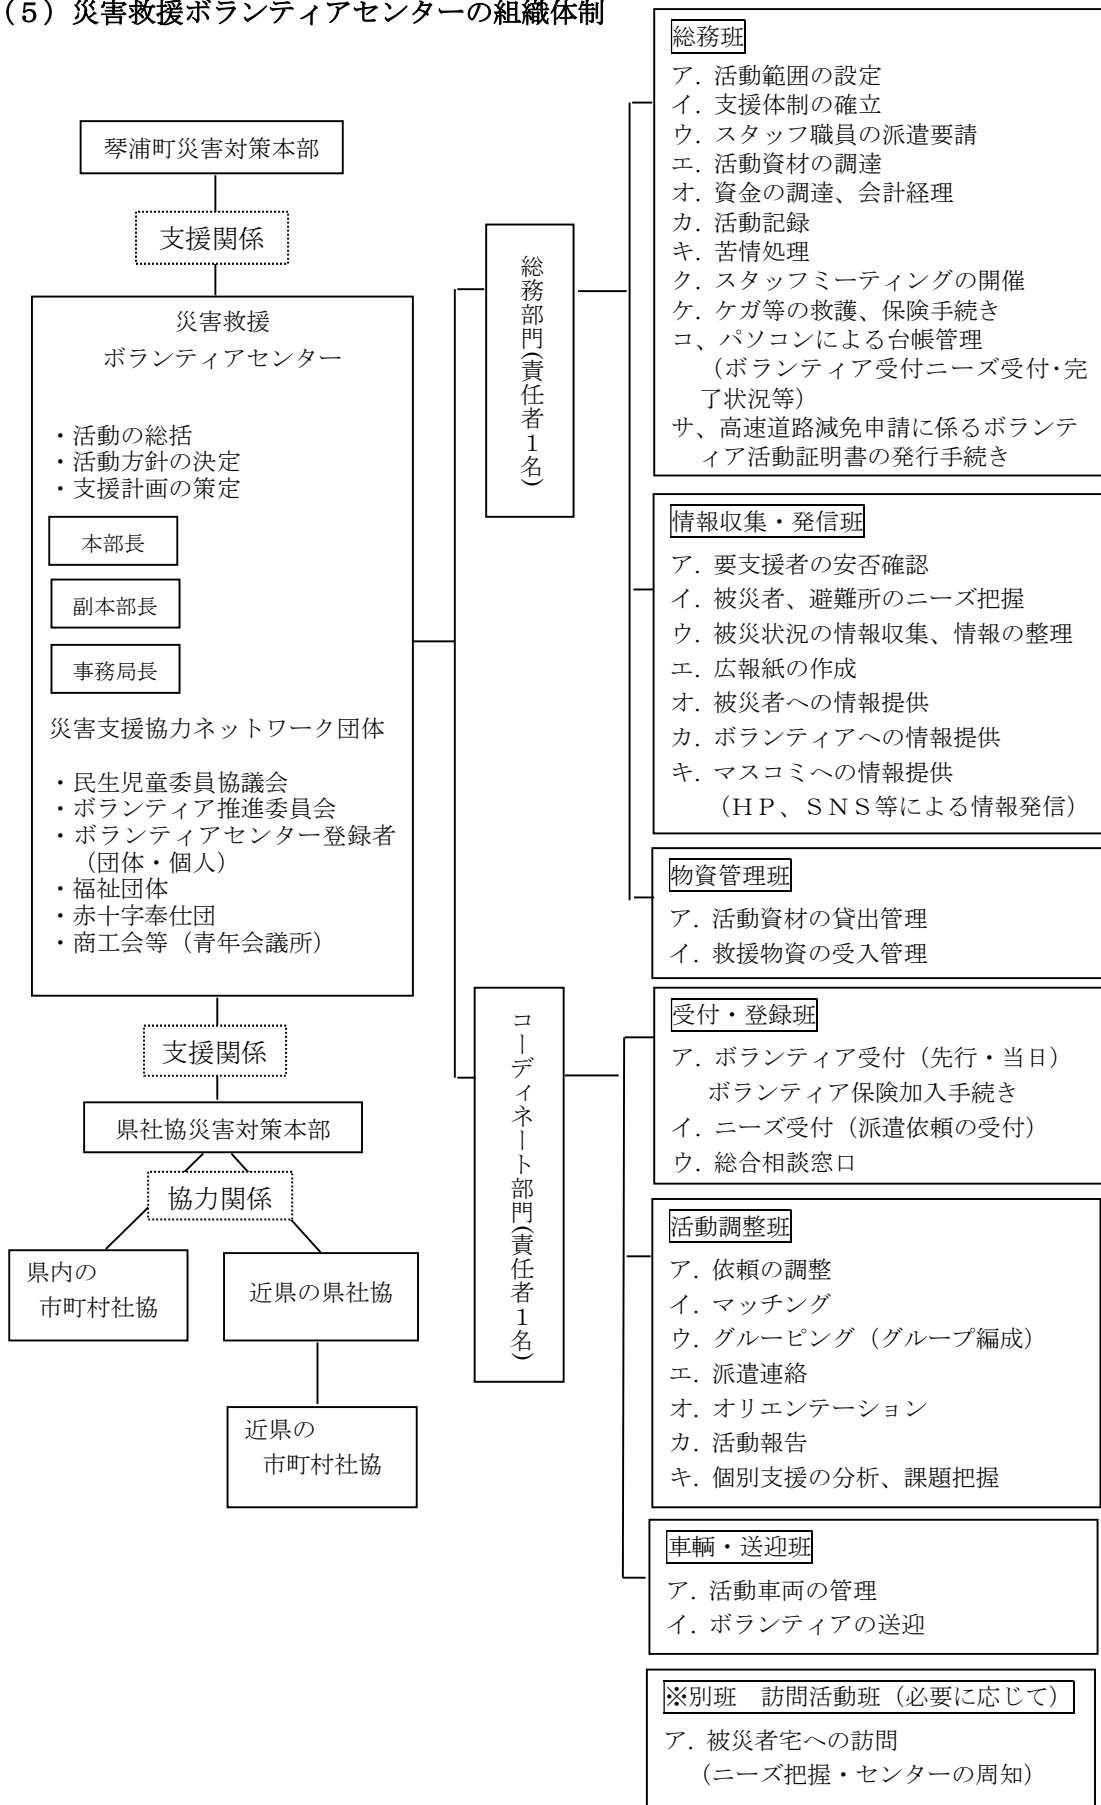 （５）災害救援ボランティアセンターの組織体制
琴浦町災害対策本部
支援関係
災害救援
ボランティアセンター
・活動の総括
・活動方針の決定
・支援計画の策定
本部長
副本部長
事務局長
災害支援協力ネットワーク団体
・民生児童委員協議会
・ボランティア推進委員会
・ボランティアセンター登録者
（団体・個人）
・福祉団体
・赤十字奉仕団
・商工会等（青年会議所）
支援関係
県社協災害対策本部
協力関係
県内の
市町村社協
近県の県社協
近県の
市町村社協
総務部門(責任者１名)
総務班
ア．活動範囲の設定
イ．支援体制の確立
ウ．スタッフ職員の派遣要請
エ．活動資材の調達
オ．資金の調達、会計経理
カ．活動記録
キ．苦情処理
ク．スタッフミーティングの開催
ケ．ケガ等の救護、保険手続き
コ、パソコンによる台帳管理
（ボランティア受付ニーズ受付・完
了状況等）
サ、高速道路減免申請に係るボランテ
ィア活動証明書の発行手続き
情報収集・発信班
ア．要支援者の安否確認
イ．被災者、避難所のニーズ把握
ウ．被災状況の情報収集、情報の整理
エ．広報紙の作成
オ．被災者への情報提供
カ．ボランティアへの情報提供
キ．マスコミへの情報提供
（ＨＰ、ＳＮＳ等による情報発信）
物資管理班
ア．活動資材の貸出管理
イ．救援物資の受入管理
コーディネート部門(責任者１名)
受付・登録班
ア．ボランティア受付（先行・当日）
ボランティア保険加入手続き
イ．ニーズ受付（派遣依頼の受付）
ウ．総合相談窓口
活動調整班
ア．依頼の調整
イ．マッチング
ウ．グルーピング（グループ編成）
エ．派遣連絡
オ．オリエンテーション
カ．活動報告
キ．個別支援の分析、課題把握
車輌・送迎班
ア．活動車両の管理
イ．ボランティアの送迎
※別班　訪問活動班（必要に応じて）
ア．被災者宅への訪問
（ニーズ把握・センターの周知）